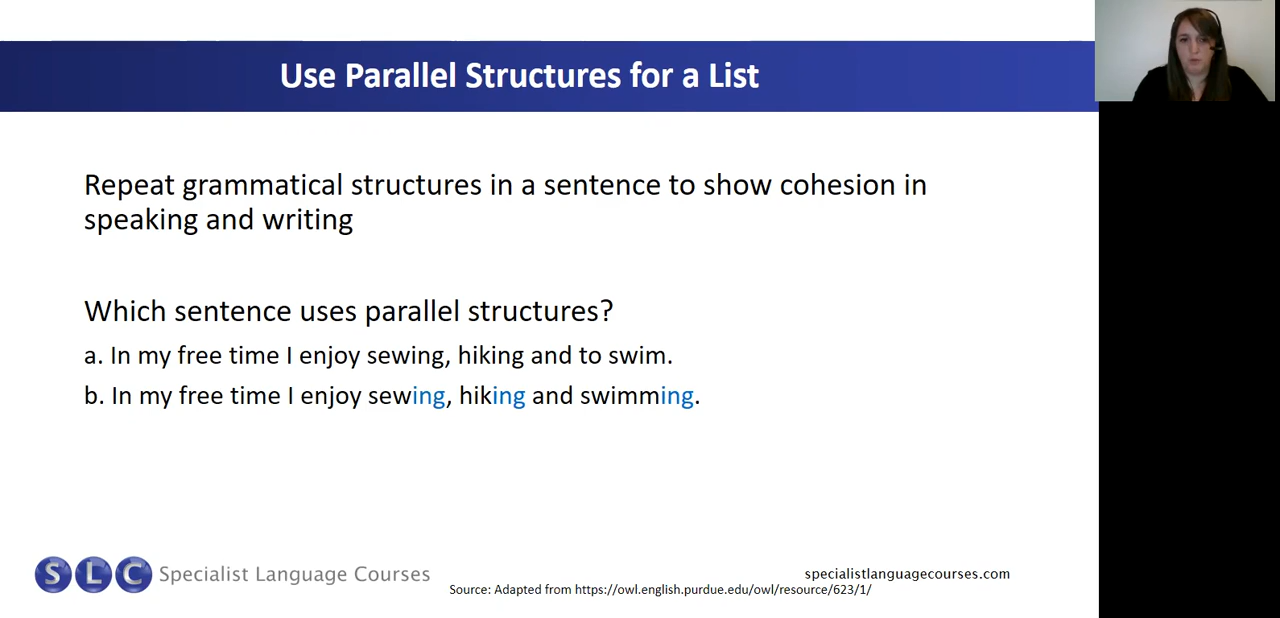 Use Parallel Structures for a List
Repeat grammatical structures in a sentence to show cohesion in
speaking and writing
Which sentence uses parallel structures?
a. In my free time I enjoy sewing, hiking and to swim.
b. In my free time I enjoy sewing, hiking and swimming.
SLC Specialist Language Courses
specialistlanguagecourses.com
Source: Adapted from https://owl.english.purdue.edu/owl/resource/623/1/